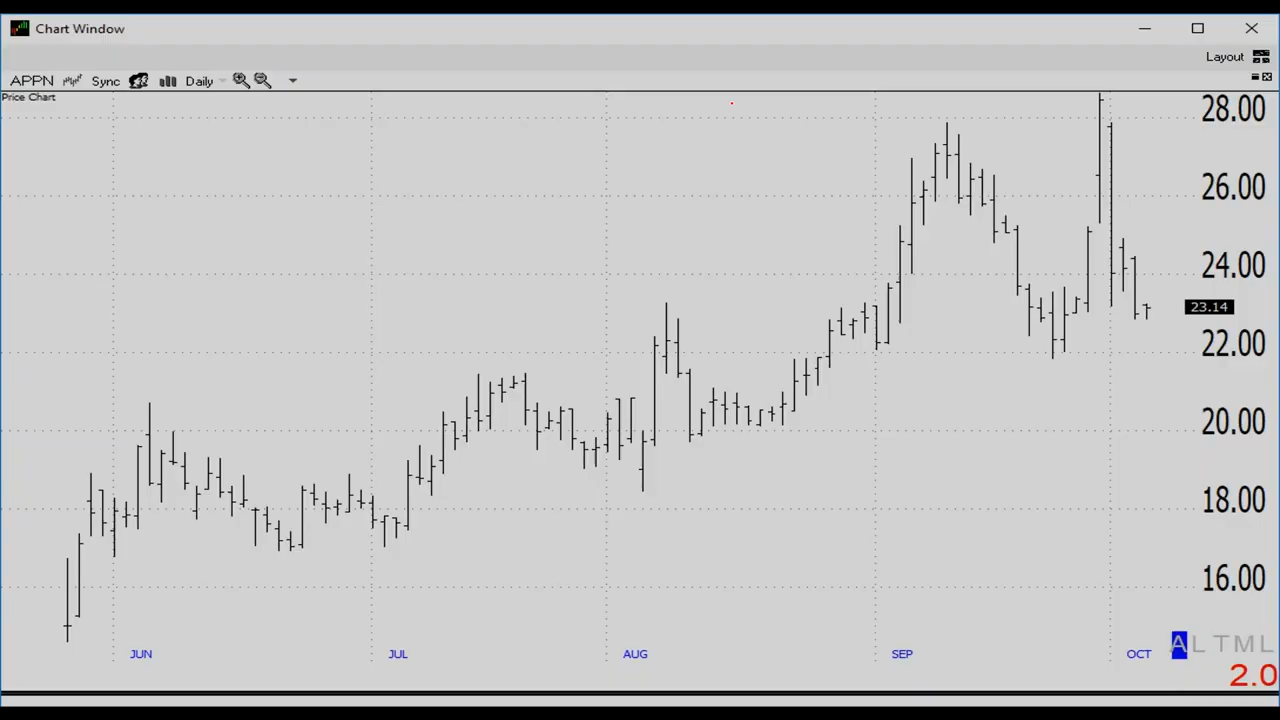 Chart Window
Layout
APPN Sync Daily
Price Chart
28.00
26.00
24.00
23.14
22.00
20.00
18.00
16.00
JUN JUL AUG SEP OCT
A L T M L
2.0